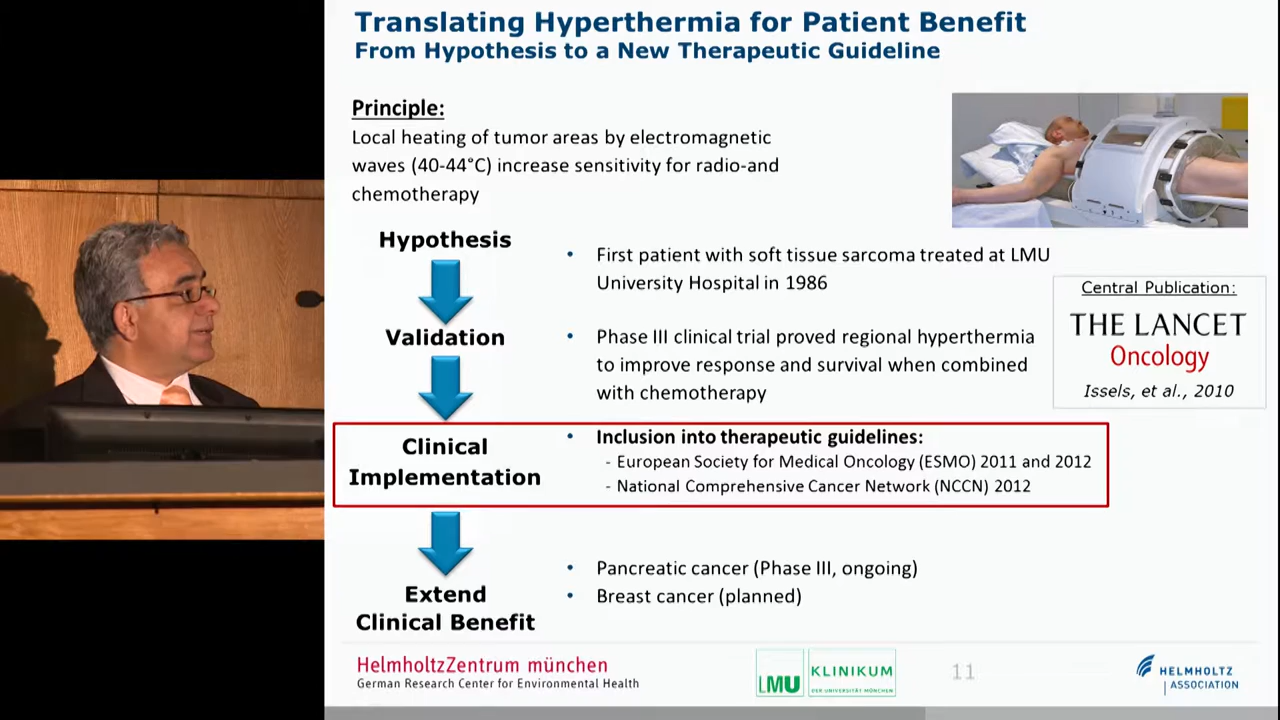 Translating Hyperthermia for Patient Benefit
From Hypothesis to a New Therapeutic Guideline
Principle:
Local heating of tumor areas by electromagnetic
waves (40-44°C) increase sensitivity for radio-and
chemotherapy
Hypothesis
• First patient with soft tissue sarcoma treated at LMU
University Hospital in 1986
Central Publication:
THE LANCET
Oncology
Issels, et al., 2010
Validation
• Phase III clinical trial proved regional hyperthermia
to improve response and survival when combined
with chemotherapy
Clinical
Implementation
• Inclusion into therapeutic guidelines:
- European Society for Medical Oncology (ESMO) 2011 and 2012
- National Comprehensive Cancer Network (NCCN) 2012
Extend
Clinical Benefit
• Pancreatic cancer (Phase III, ongoing)
• Breast cancer (planned)
HelmholtzZentrum münchen
German Research Center for Environmental Health
LMU
KLINIKUM
DER UNIVERSITÄT MÜNCHEN
11
HELMHOLTZ
ASSOCIATION